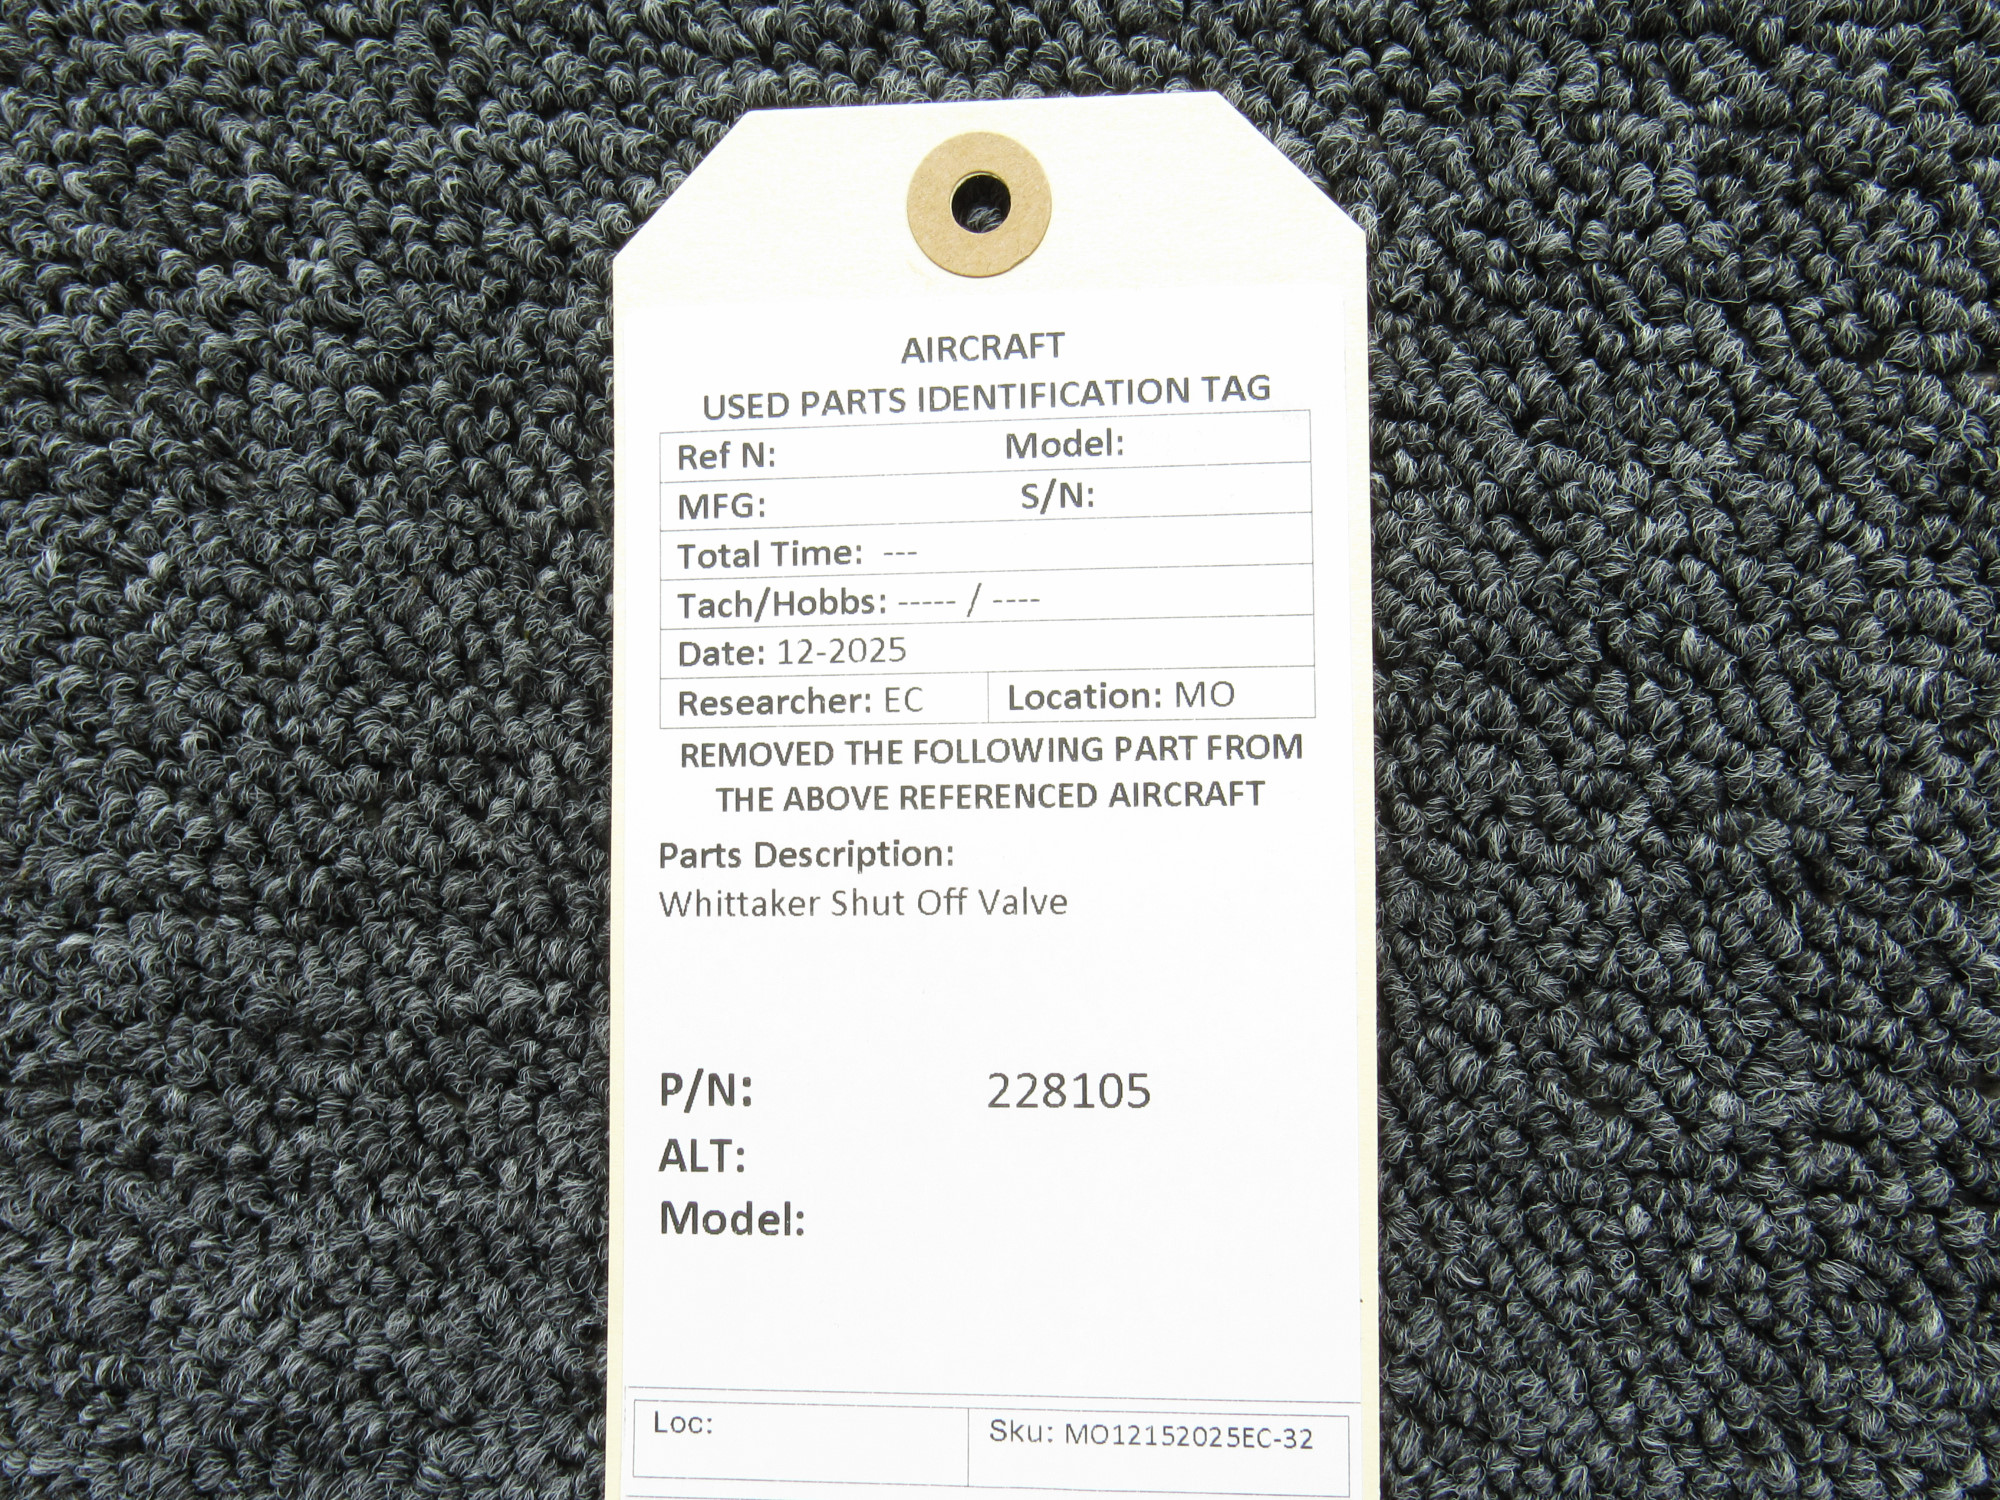 AIRCRAFT
USED PARTS IDENTIFICATION TAG
Ref N: Model:
MFG: S/N:
Total Time: ---
Tach/Hobbs: ----- / ----
Date: 12-2025
Researcher: EC Location: MO
REMOVED THE FOLLOWING PART FROM
THE ABOVE REFERENCED AIRCRAFT
Parts Description:
Whittaker Shut Off Valve
P/N: 228105
ALT:
Model:
Loc: Sku: MO12152025EC-32